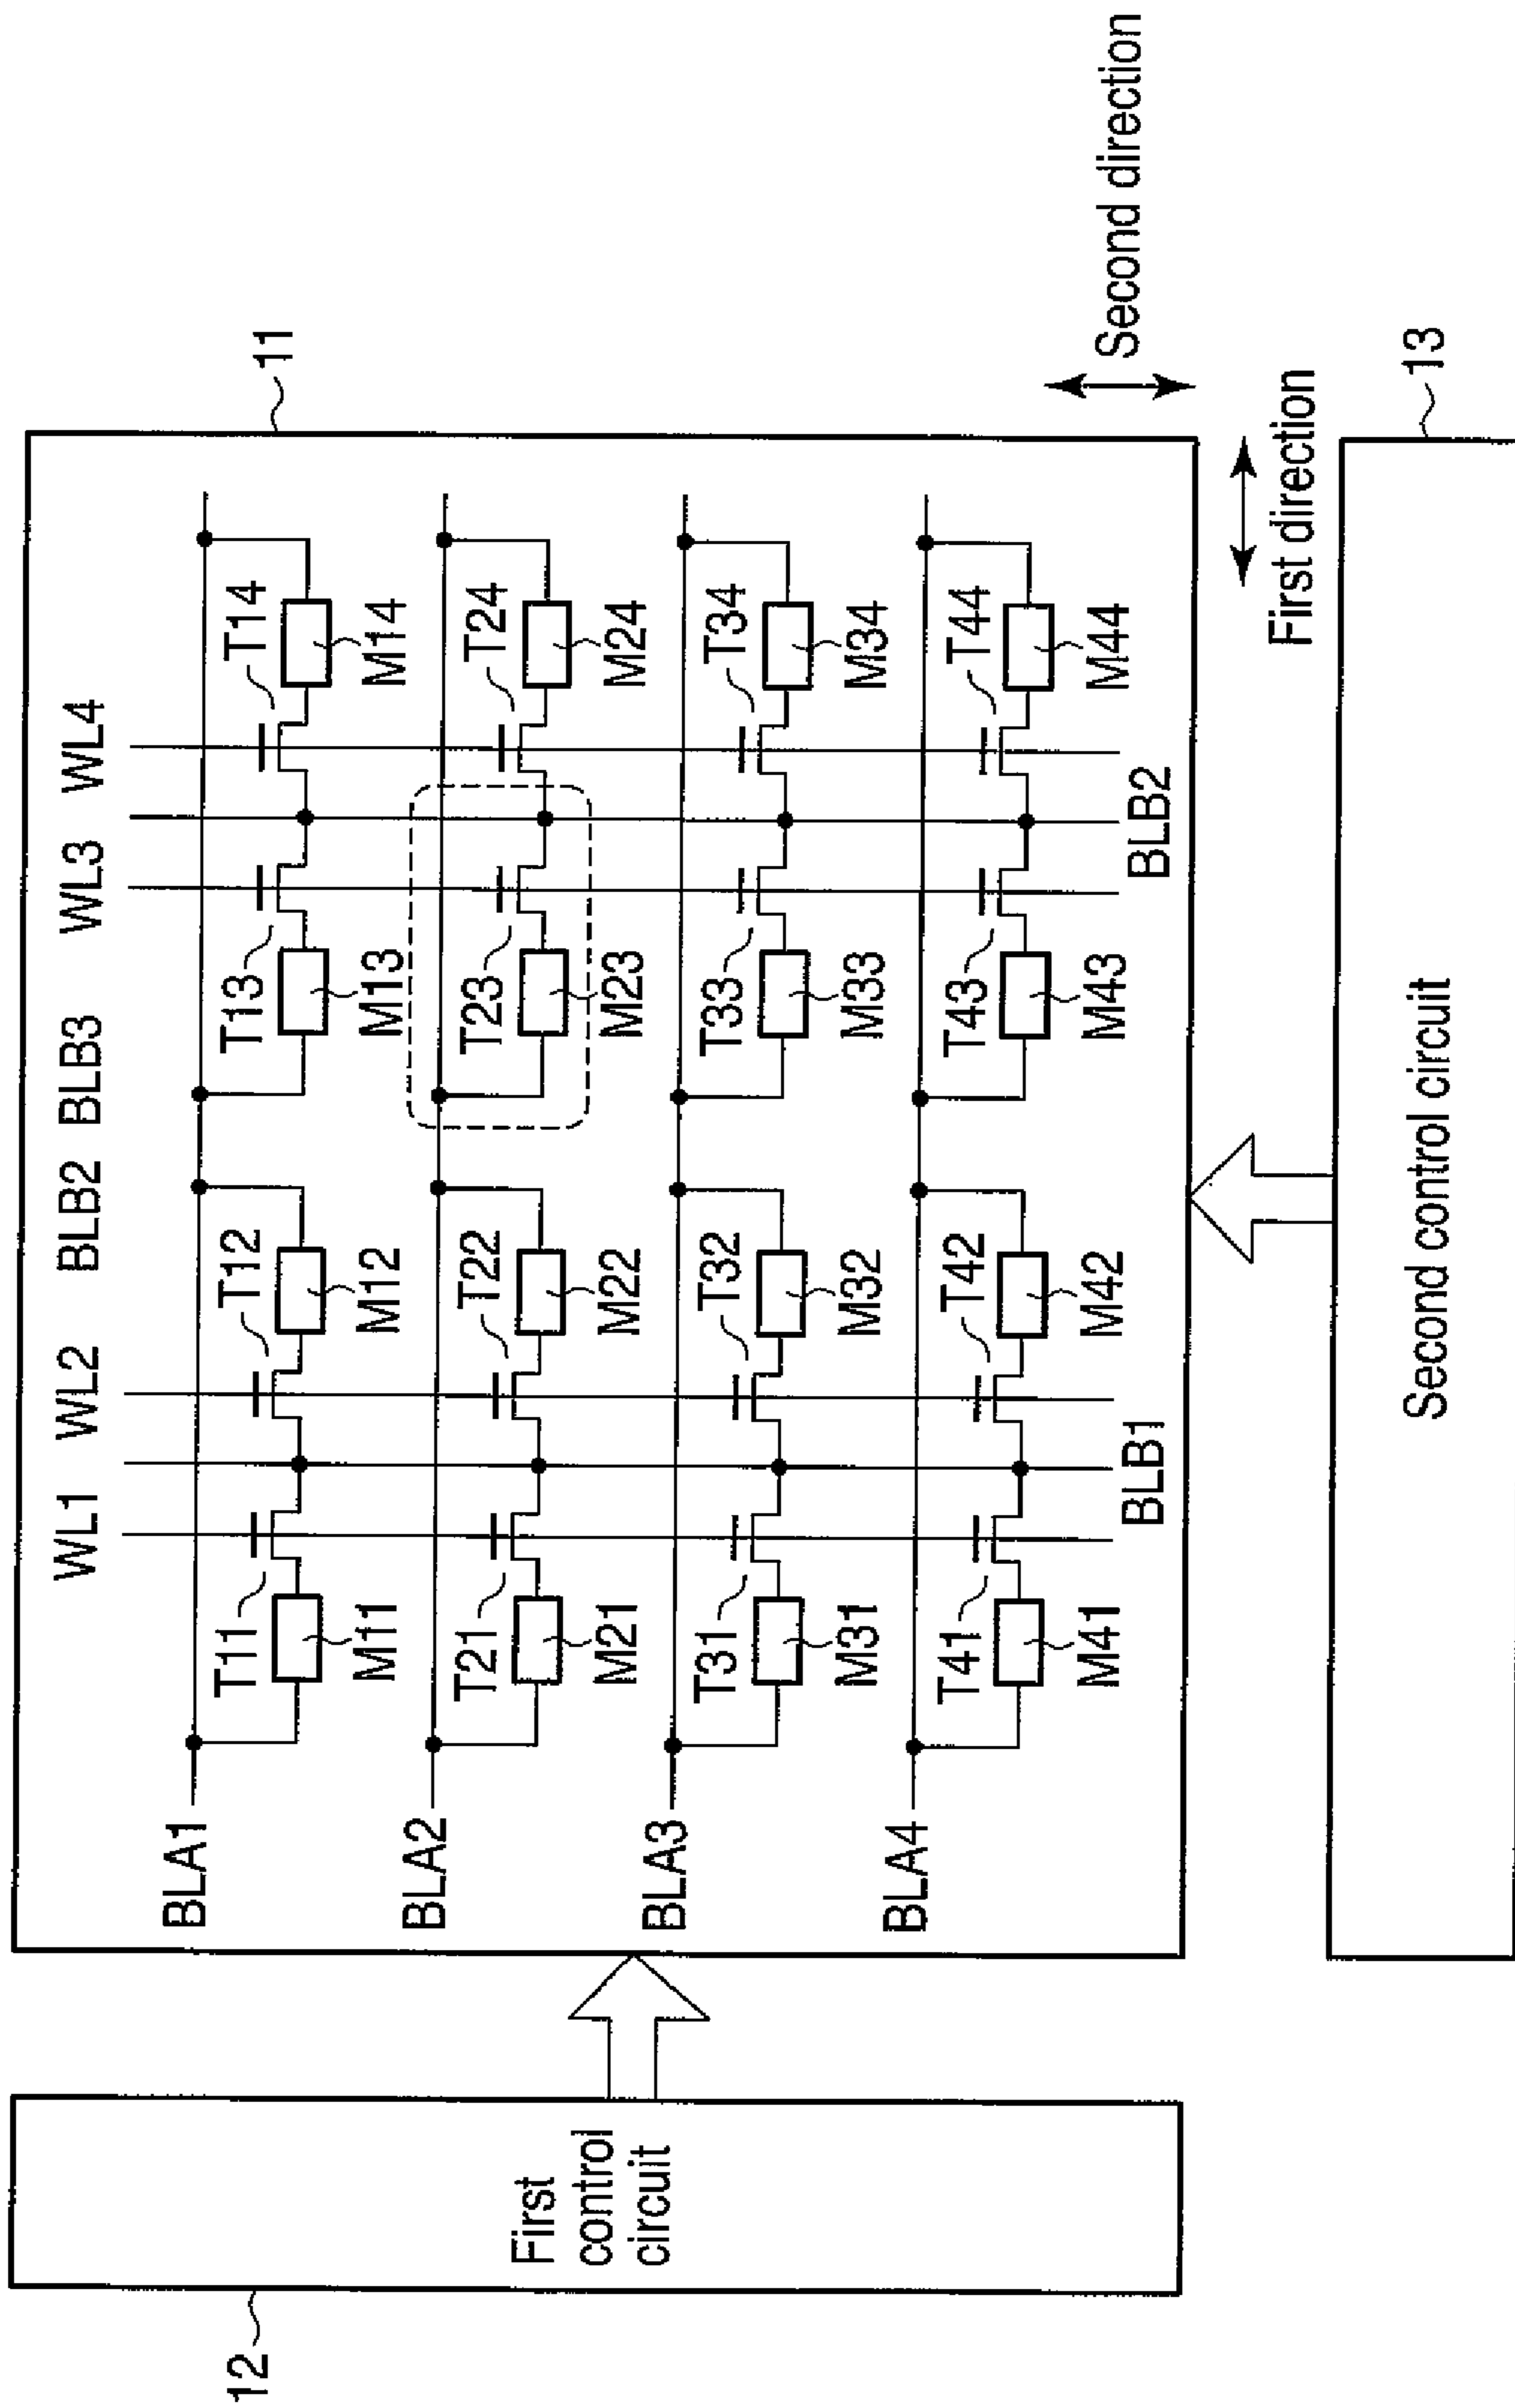 11
WL1
WL2
BLB2
BLB3
WL3
WL4
BLA1
T11
T12
T13
T14
M11
M12
M13
M14
BLA2
T21
T22
T23
T24
M21
M22
M23
M24
BLA3
T31
T32
T33
T34
M31
M32
M33
M34
BLA4
T41
T42
T43
T44
M41
M42
M43
M44
BLB1
BLB2
Second direction
First direction
12
First
control
circuit
13
Second control circuit